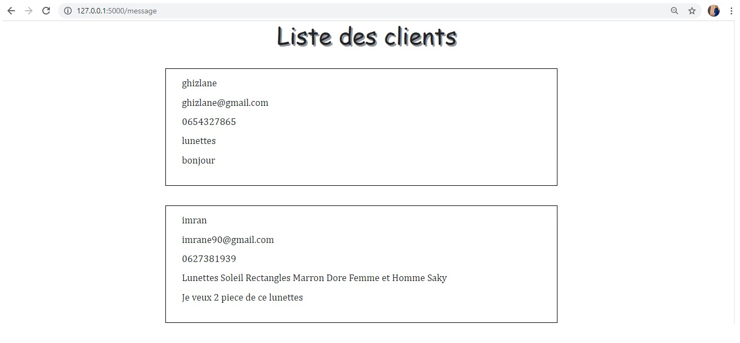 127.0.0.1:5000/message
Liste des clients
ghizlane
ghizlane@gmail.com
0654327865
lunettes
bonjour
imran
imrane90@gmail.com
0627381939
Lunettes Soleil Rectangles Marron Dore Femme et Homme Saky
Je veux 2 piece de ce lunettes